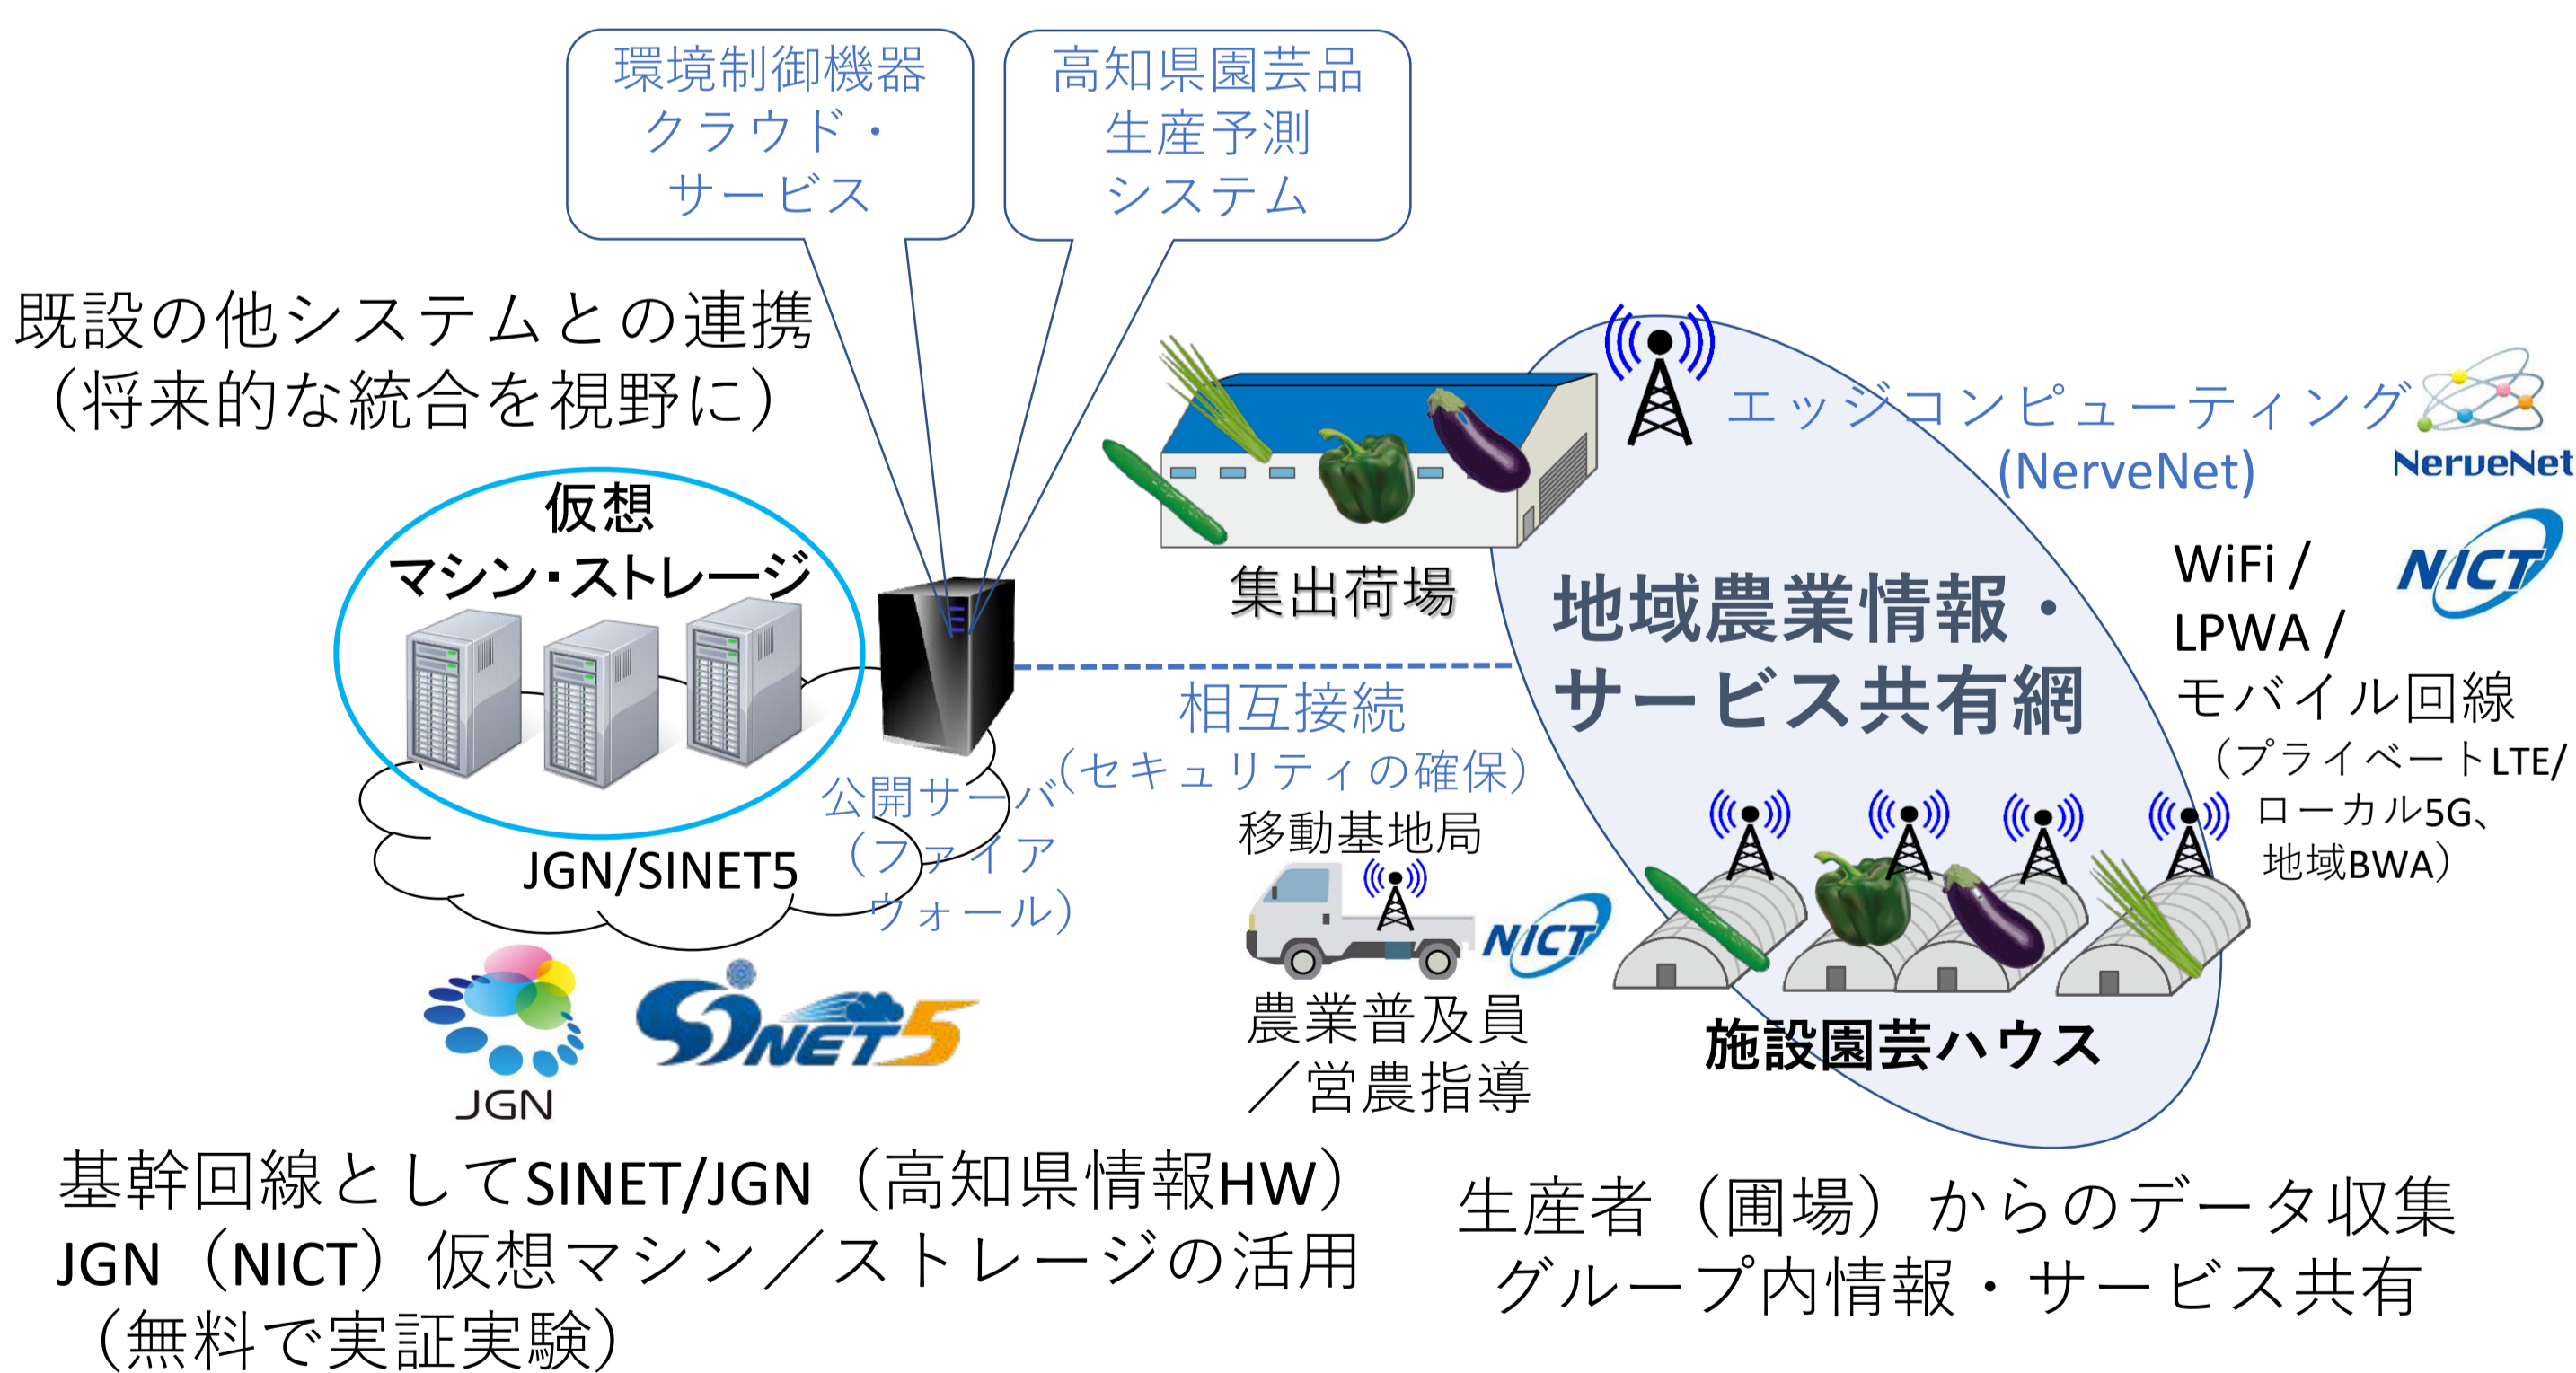 環境制御機器
クラウド・
サービス
高知県園芸品
生産予測
システム
既設の他システムとの連携
（将来的な統合を視野に）
仮想
マシン・ストレージ
JGN/SINET5
公開サーバ
（ファイア
ウォール）
JGN
SINET5
集出荷場
相互接続
（セキュリティの確保）
移動基地局
NICT
農業普及員
／営農指導
エッジコンピューティング
(NerveNet)
NerveNet
NICT
地域農業情報・
サービス共有網
WiFi /
LPWA /
モバイル回線
（プライベートLTE/
ローカル5G、
地域BWA）
施設園芸ハウス
基幹回線としてSINET/JGN（高知県情報HW）
JGN（NICT）仮想マシン／ストレージの活用
（無料で実証実験）
生産者（圃場）からのデータ収集
グループ内情報・サービス共有